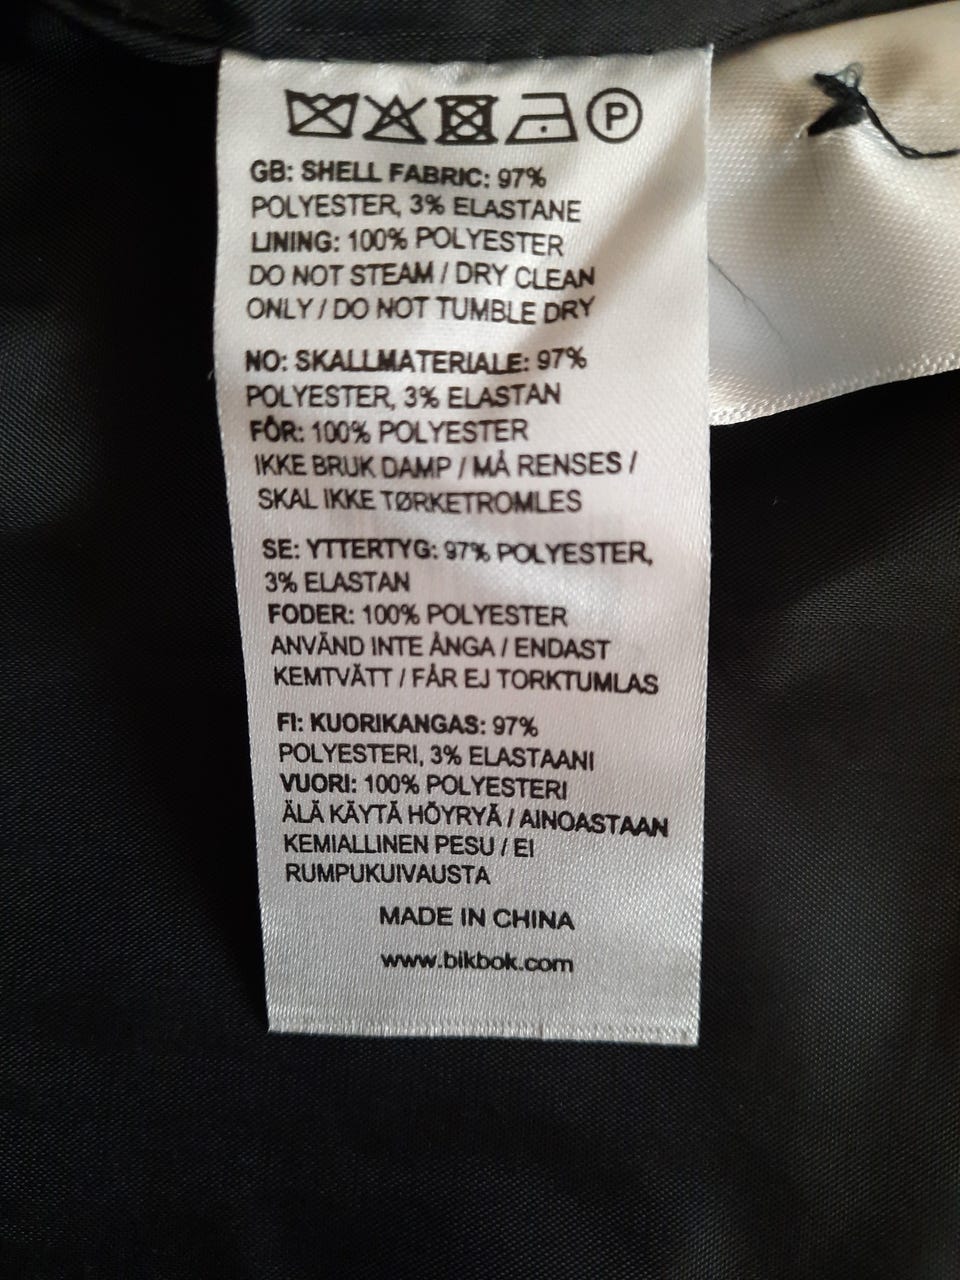 P
GB: SHELL FABRIC: 97%
POLYESTER, 3% ELASTANE
LINING: 100% POLYESTER
DO NOT STEAM / DRY CLEAN
ONLY / DO NOT TUMBLE DRY
NO: SKALLMATERIALE: 97%
POLYESTER, 3% ELASTAN
FÔR: 100% POLYESTER
IKKE BRUK DAMP / MÅ RENSES /
SKAL IKKE TØRKETROMLES
SE: YTTERTYG: 97% POLYESTER,
3% ELASTAN
FODER: 100% POLYESTER
ANVÄND INTE ÅNGA / ENDAST
KEMTVÄTT / FÅR EJ TORKTUMLAS
FI: KUORIKANGAS: 97%
POLYESTERI, 3% ELASTAANI
VUORI: 100% POLYESTERI
ÄLÄ KÄYTÄ HÖYRYÄ / AINOASTAAN
KEMIALLINEN PESU / EI
RUMPUKUIVAUSTA
MADE IN CHINA
www.bikbok.com